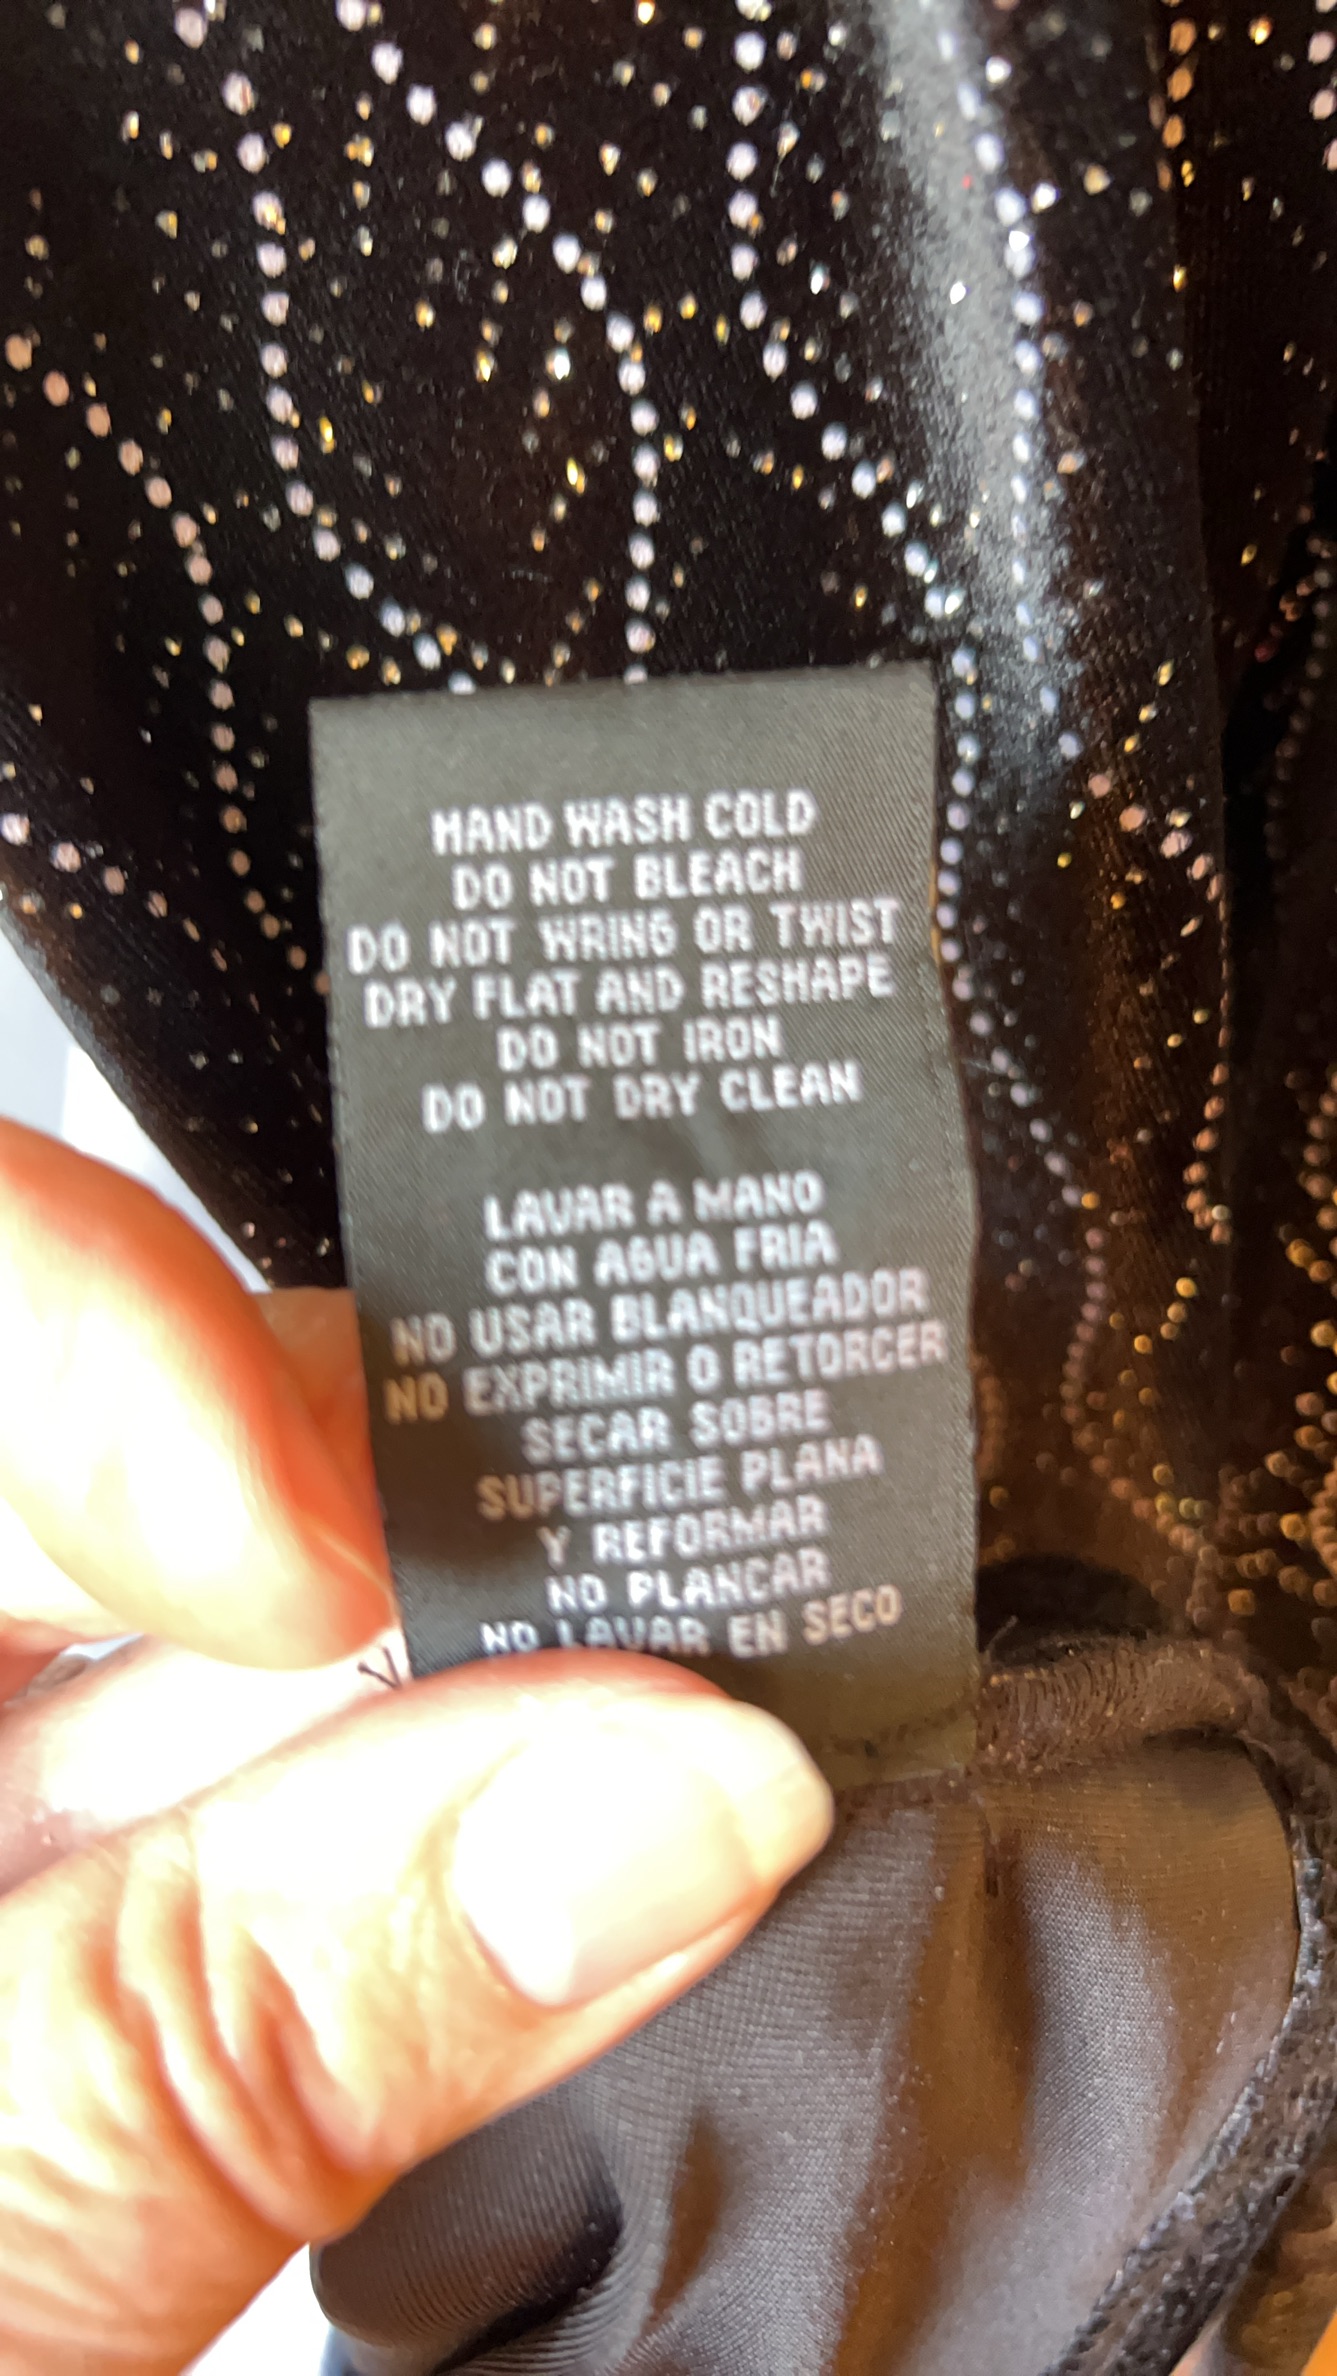 HAND WASH COLD
DO NOT BLEACH
DO NOT WRING OR TWIST
DRY FLAT AND RESHAPE
DO NOT IRON
DO NOT DRY CLEAN
LAVAR A MANO
CON AGUA FRIA
NO USAR BLANQUEADOR
NO EXPRIMIR O RETORCER
SECAR SOBRE
SUPERFICIE PLANA
Y REFORMAR
NO PLANCAR
NO LAVAR EN SECO